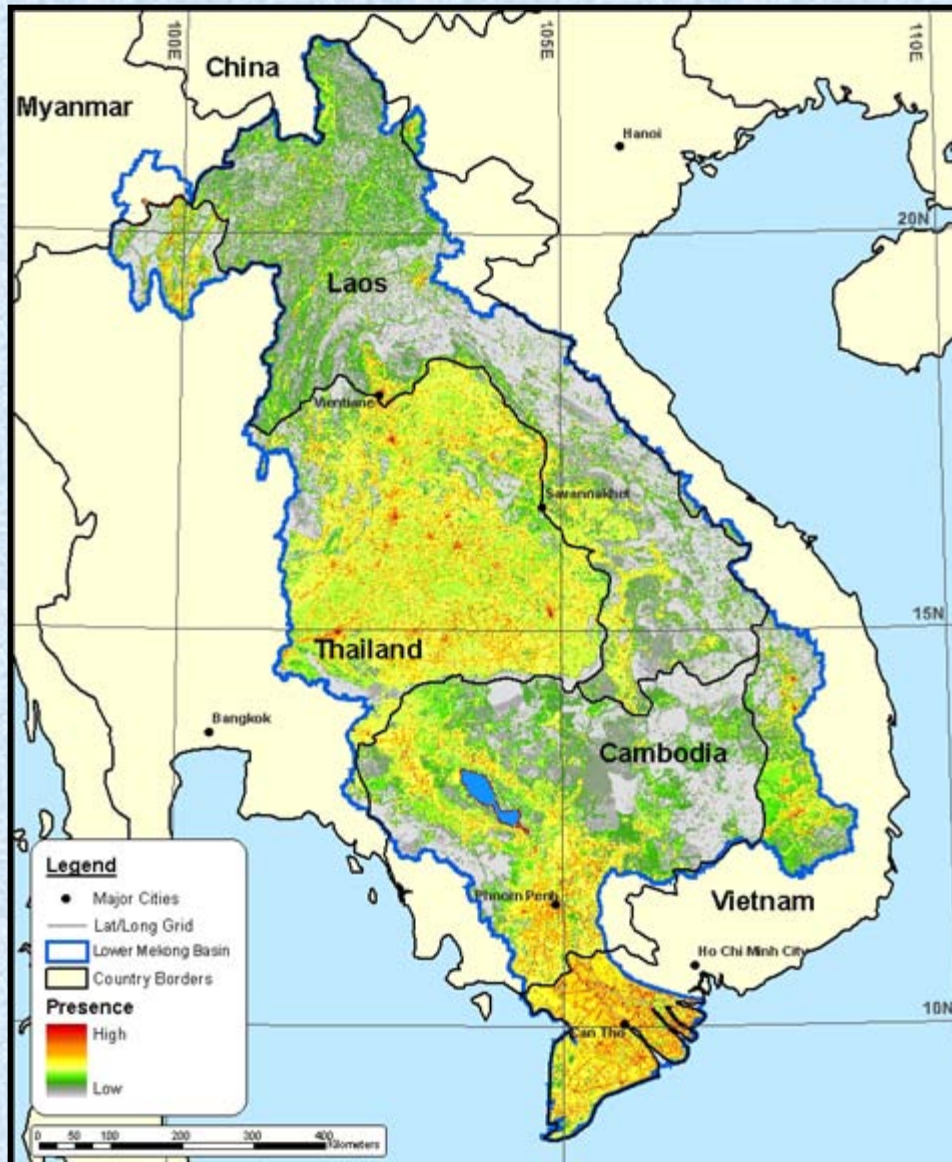 100E
105E
110E
China
Myanmar
Hanoi
20N
Laos
Vientiane
Savannakhet
15N
Thailand
Bangkok
Cambodia
Phnom Penh
Vietnam
Ho Chi Minh City
10N
Can Tho
Legend
Major Cities
Lat/Long Grid
Lower Mekong Basin
Country Borders
Presence
High
Low
0 50 100 200 300 400
Kilometers